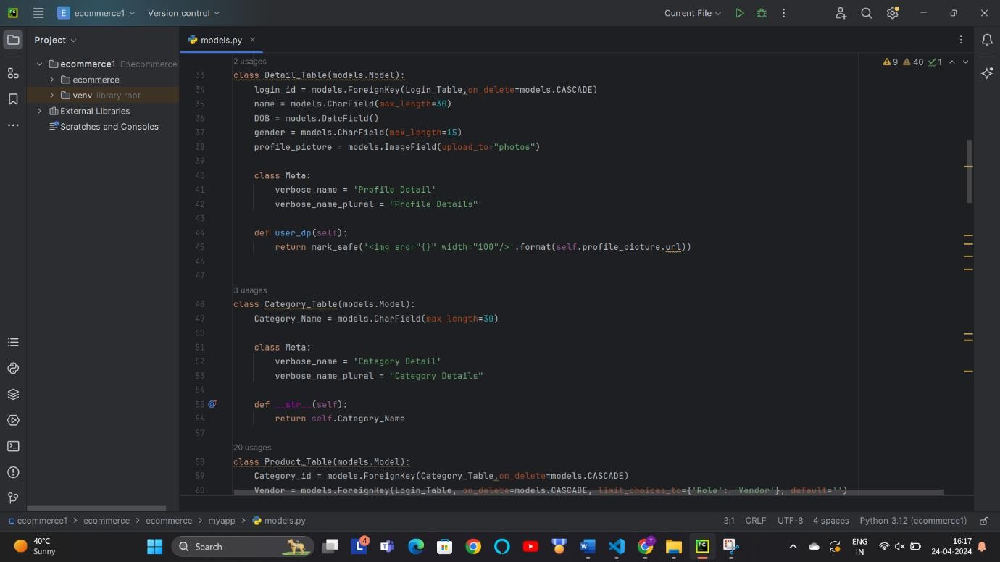 E ecommerce1 Version control Current File
Project models.py
ecommerce1 E:\ecommerce
ecommerce
venv library root
External Libraries
Scratches and Consoles
9 40 1
2 usages
33 class Detail_Table(models.Model):
34 login_id = models.ForeignKey(Login_Table,on_delete=models.CASCADE)
35 name = models.CharField(max_length=30)
36 DOB = models.DateField()
37 gender = models.CharField(max_length=15)
38 profile_picture = models.ImageField(upload_to="photos")
39
40 class Meta:
41 verbose_name = 'Profile Detail'
42 verbose_name_plural = "Profile Details"
43
44 def user_dp(self):
45 return mark_safe('<img src="{}" width="100"/>'.format(self.profile_picture.url))
46
47
3 usages
48 class Category_Table(models.Model):
49 Category_Name = models.CharField(max_length=30)
50
51 class Meta:
52 verbose_name = 'Category Detail'
53 verbose_name_plural = "Category Details"
54
55 def __str__(self):
56 return self.Category_Name
57
20 usages
58 class Product_Table(models.Model):
59 Category_id = models.ForeignKey(Category_Table,on_delete=models.CASCADE)
60 Vendor = models.ForeignKey(Login_Table, on_delete=models.CASCADE, limit_choices_to={'Role': 'Vendor'}, default='')
ecommerce1 > ecommerce > ecommerce > myapp > models.py 3:1 CRLF UTF-8 4 spaces Python 3.12 (ecommerce1)
40°C
Sunny
Search
4
T
ENG
IN
16:17
24-04-2024